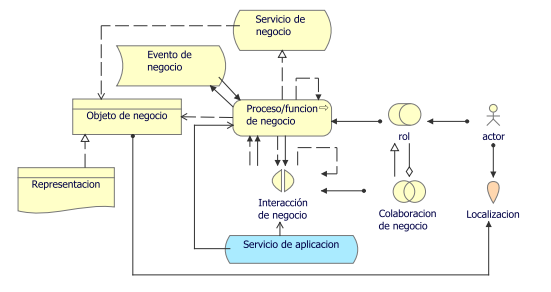 Servicio de
negocio
Evento de
negocio
Proceso/funcion
de negocio
Objeto de negocio
rol
actor
Representacion
Interacción
de negocio
Colaboracion
de negocio
Localizacion
Servicio de aplicacion